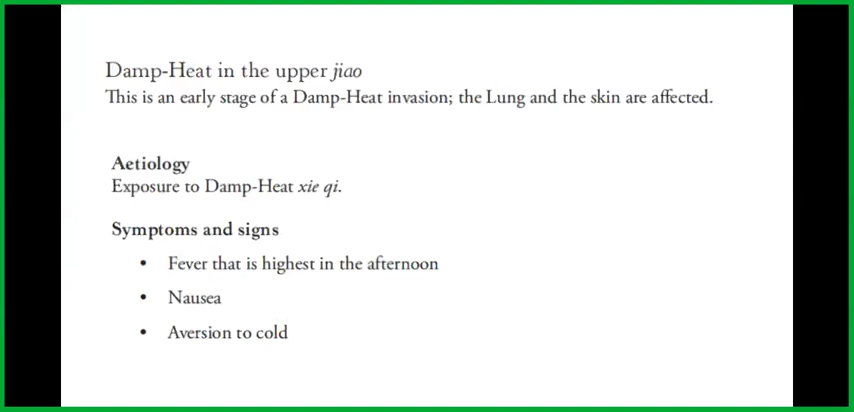 Damp-Heat in the upper jiao
This is an early stage of a Damp-Heat invasion; the Lung and the skin are affected.
Aetiology
Exposure to Damp-Heat xie qi.
Symptoms and signs
• Fever that is highest in the afternoon
• Nausea
• Aversion to cold